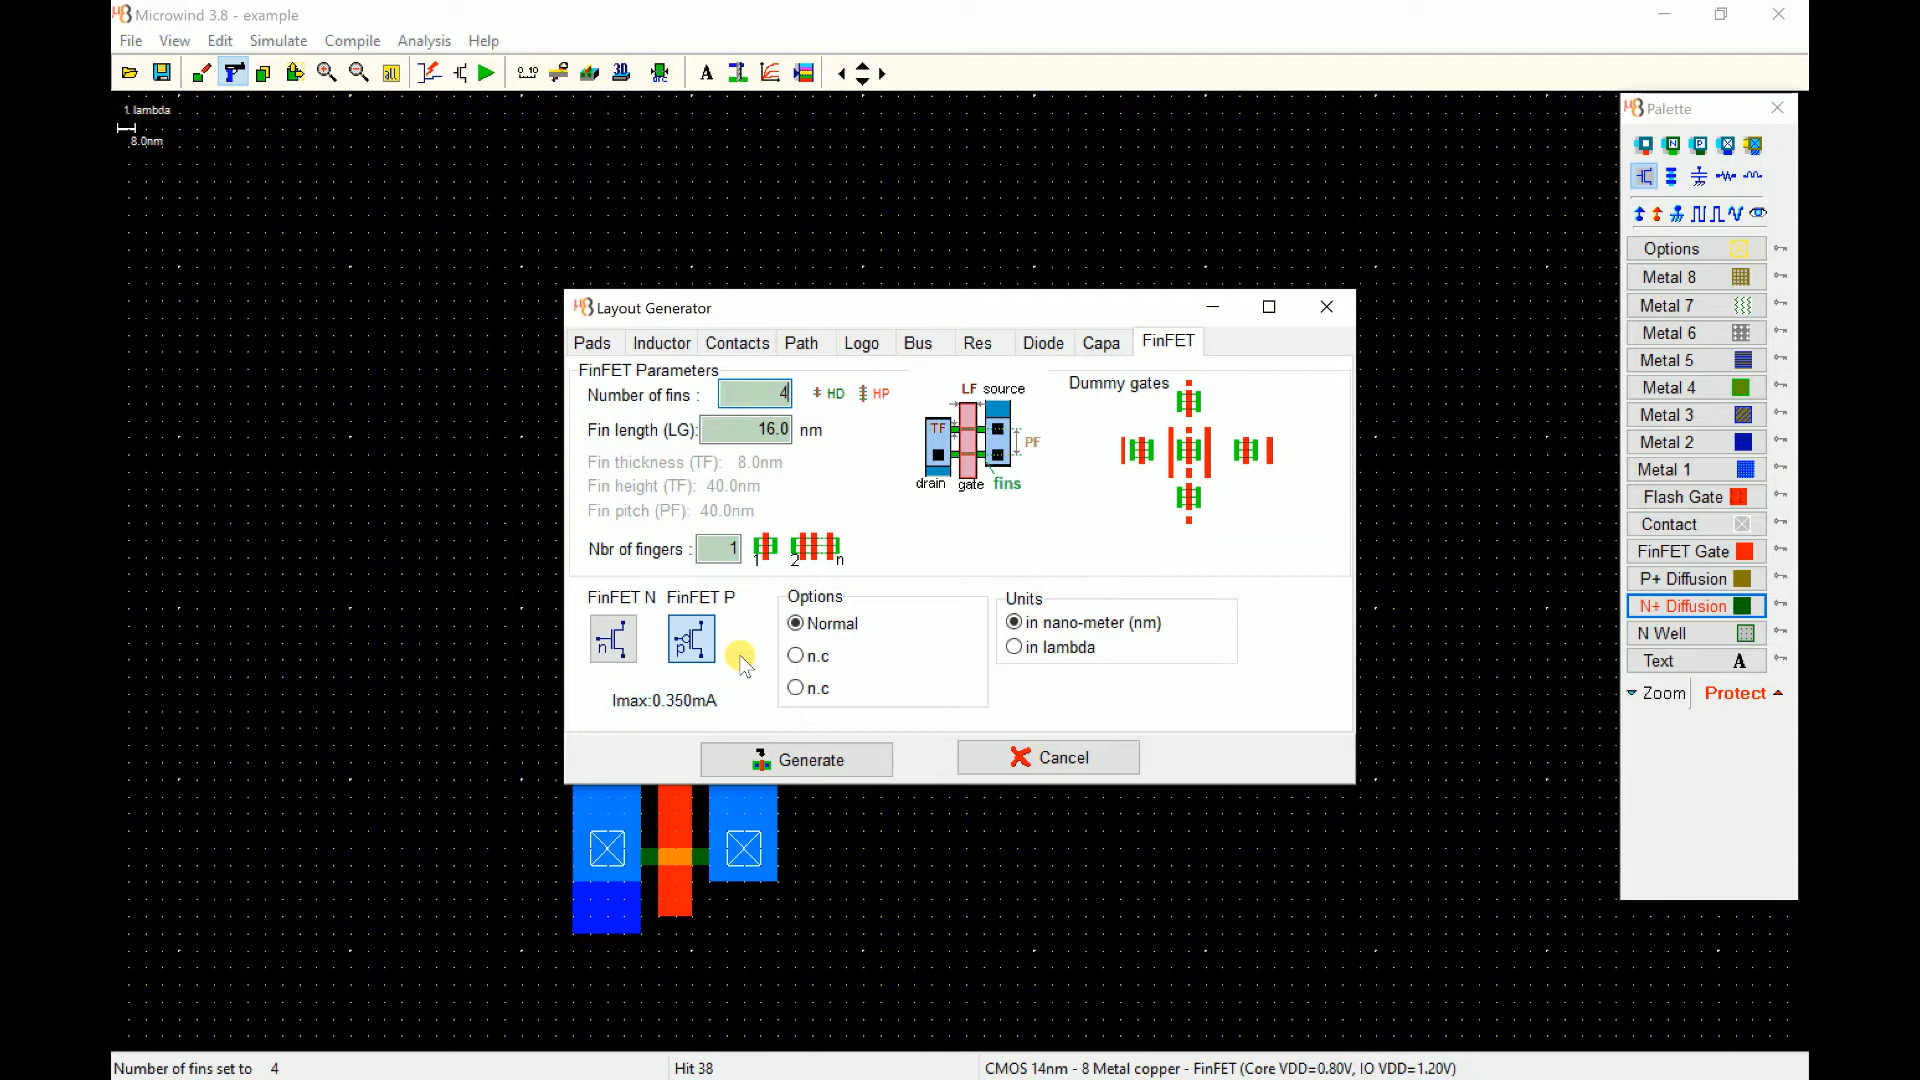 Microwind 3.8 - example
File View Edit Simulate Compile Analysis Help
1 lambda
8.0nm
Palette
Options
Metal 8
Metal 7
Metal 6
Metal 5
Metal 4
Metal 3
Metal 2
Metal 1
Flash Gate
Contact
FinFET Gate
P+ Diffusion
N+ Diffusion
N Well
Text A
Zoom Protect
Layout Generator
Pads Inductor Contacts Path Logo Bus Res Diode Capa FinFET
FinFET Parameters
Number of fins : 4 HD HP
Fin length (LG): 16.0 nm
Fin thickness (TF): 8.0nm
Fin height (TF): 40.0nm
Fin pitch (PF): 40.0nm
Nbr of fingers : 1
1 2 n
LF source
TF
PF
drain gate fins
Dummy gates
FinFET N FinFET P
n p
Imax:0.350mA
Options
Normal
n.c
n.c
Units
in nano-meter (nm)
in lambda
Generate Cancel
Number of fins set to 4
Hit 38
CMOS 14nm - 8 Metal copper - FinFET (Core VDD=0.80V, IO VDD=1.20V)